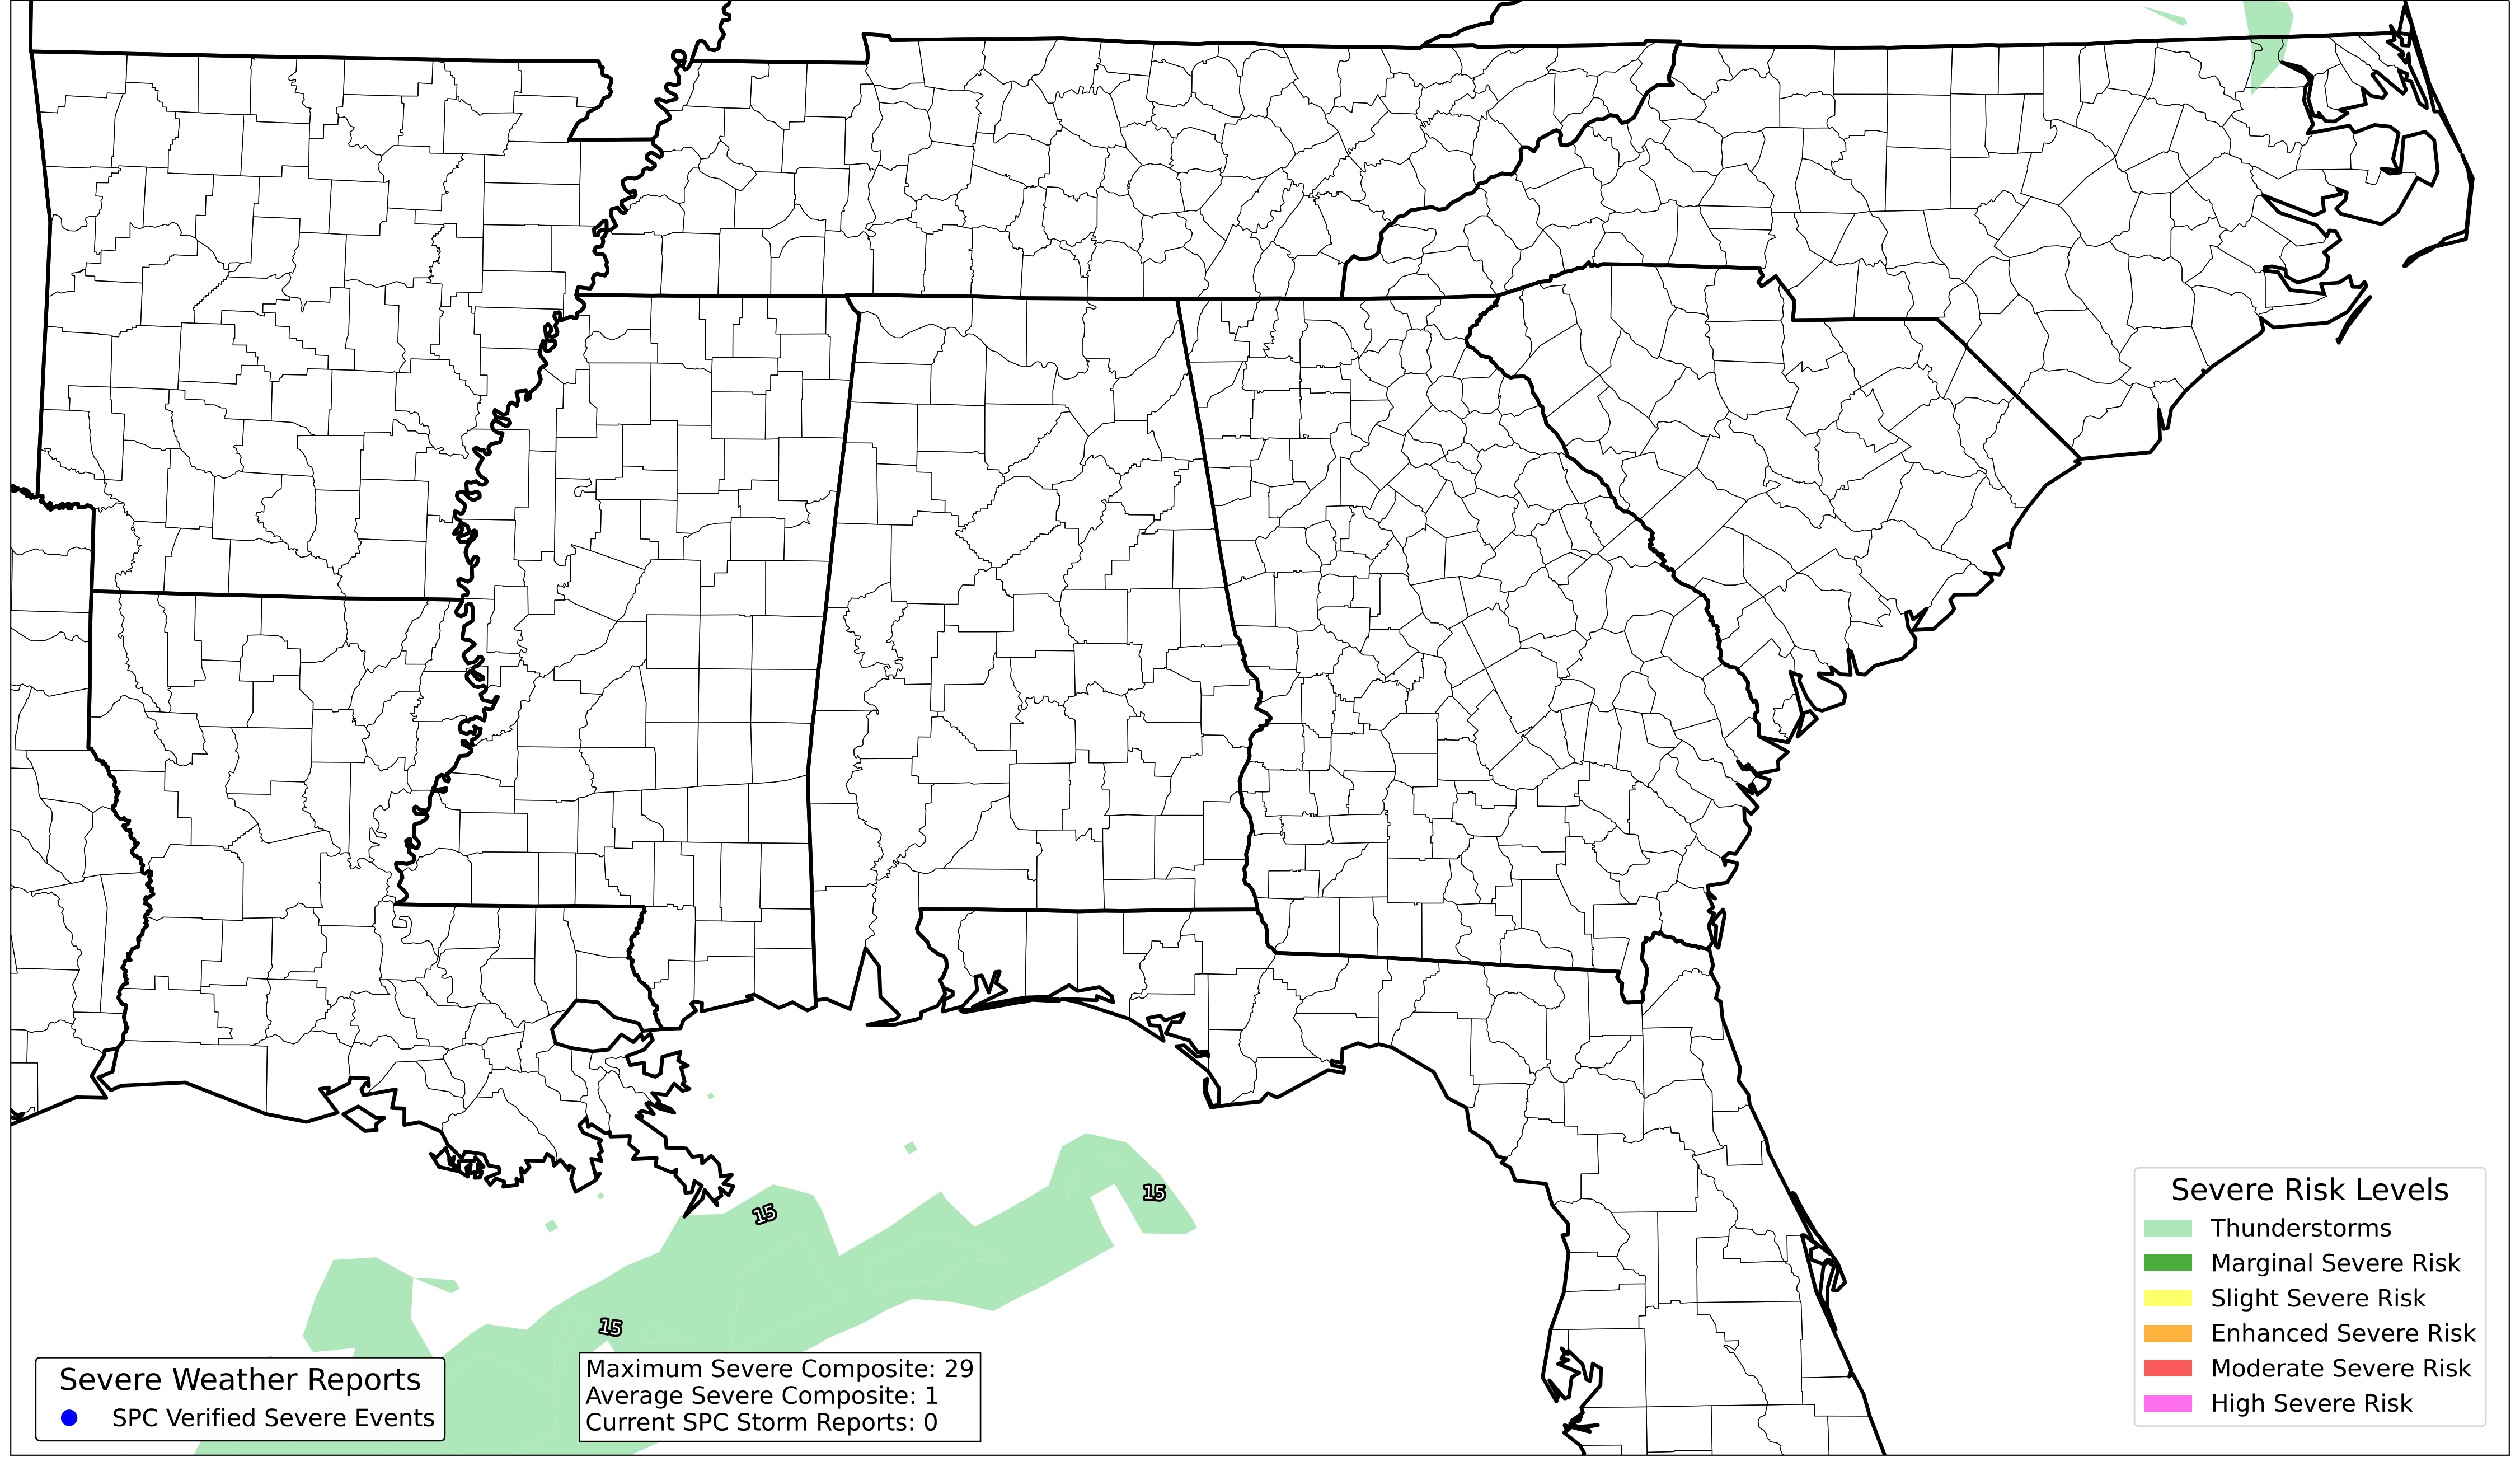 15
15
15
Severe Weather Reports
SPC Verified Severe Events
Maximum Severe Composite: 29
Average Severe Composite: 1
Current SPC Storm Reports: 0
Severe Risk Levels
Thunderstorms
Marginal Severe Risk
Slight Severe Risk
Enhanced Severe Risk
Moderate Severe Risk
High Severe Risk